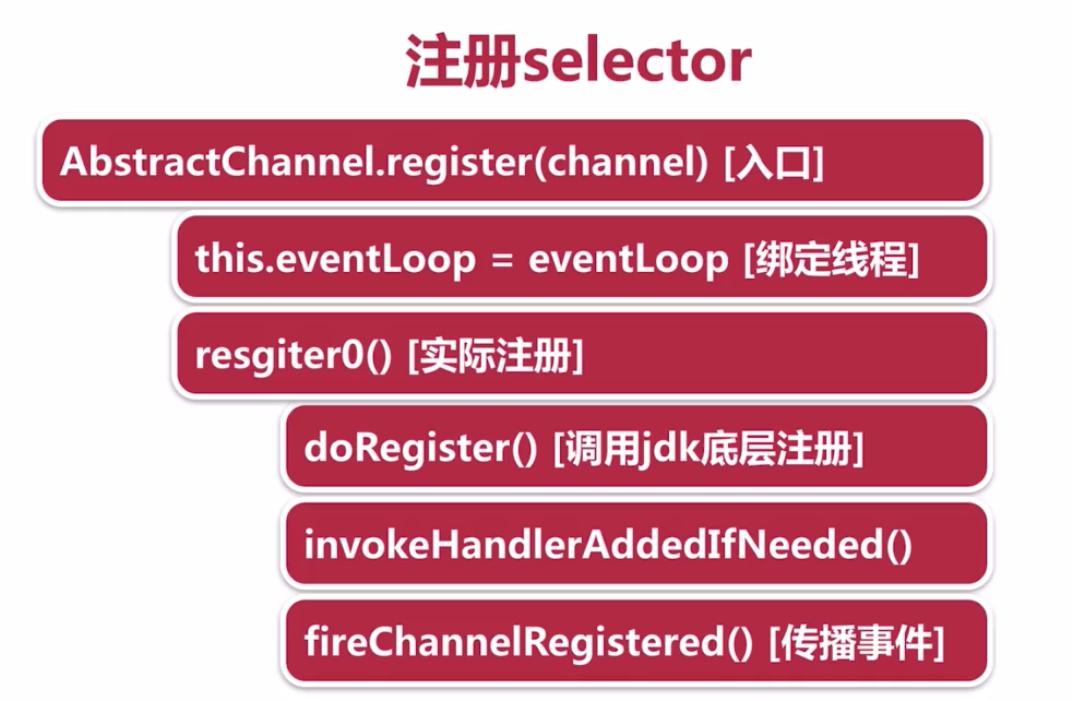 注册selector
AbstractChannel.register(channel) [入口]
this.eventLoop = eventLoop [绑定线程]
resgiter0() [实际注册]
doRegister() [调用jdk底层注册]
invokeHandlerAddedIfNeeded()
fireChannelRegistered() [传播事件]